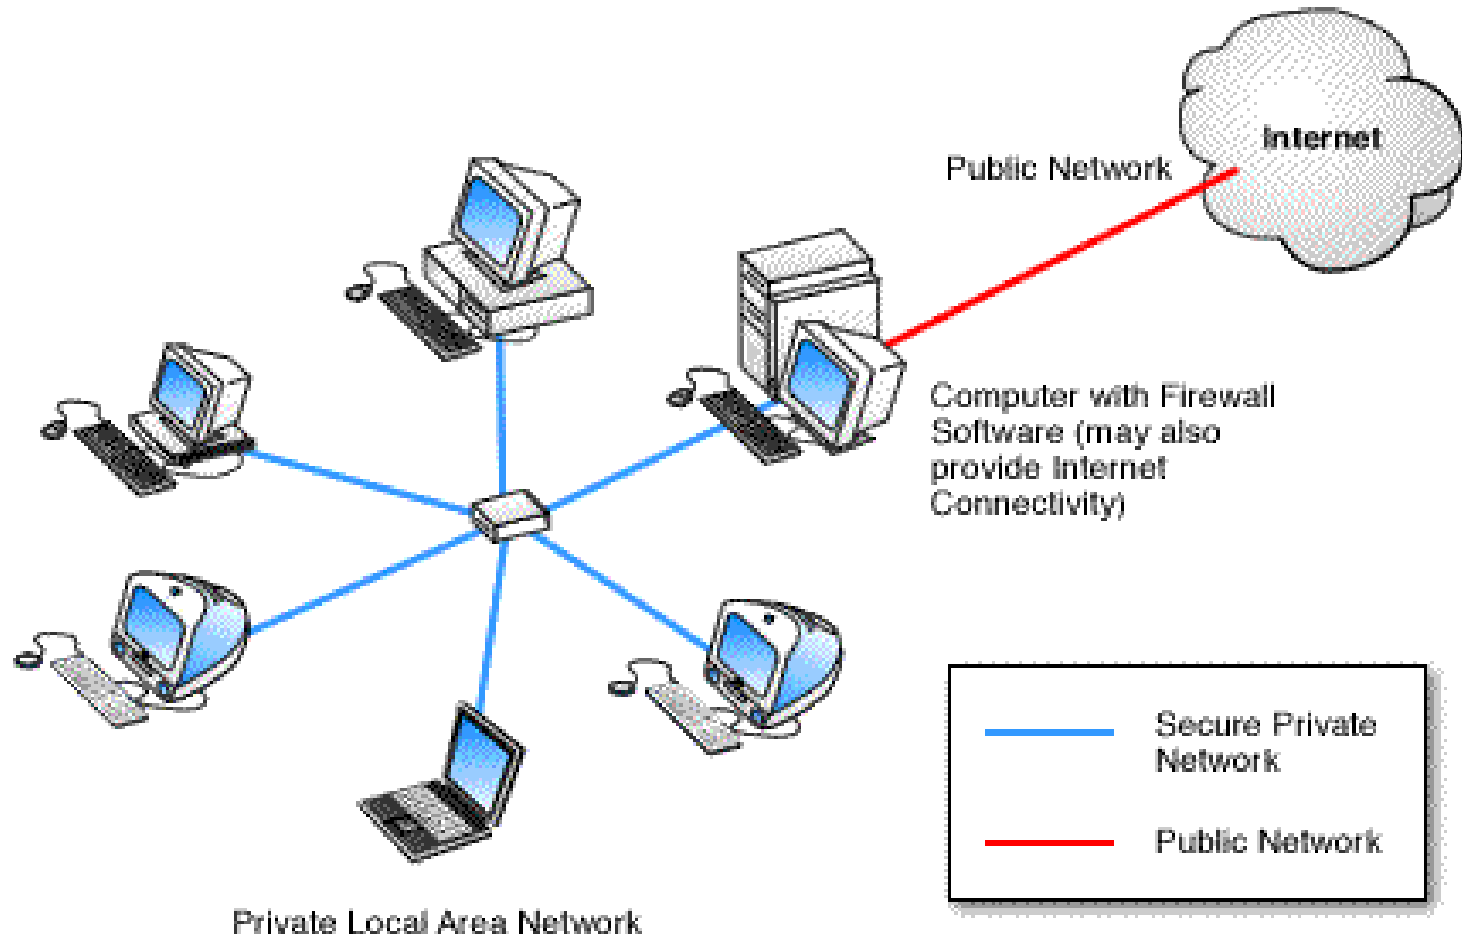 Internet
Public Network
Computer with Firewall
Software (may also
provide Internet
Connectivity)
Secure Private
Network
Public Network
Private Local Area Network